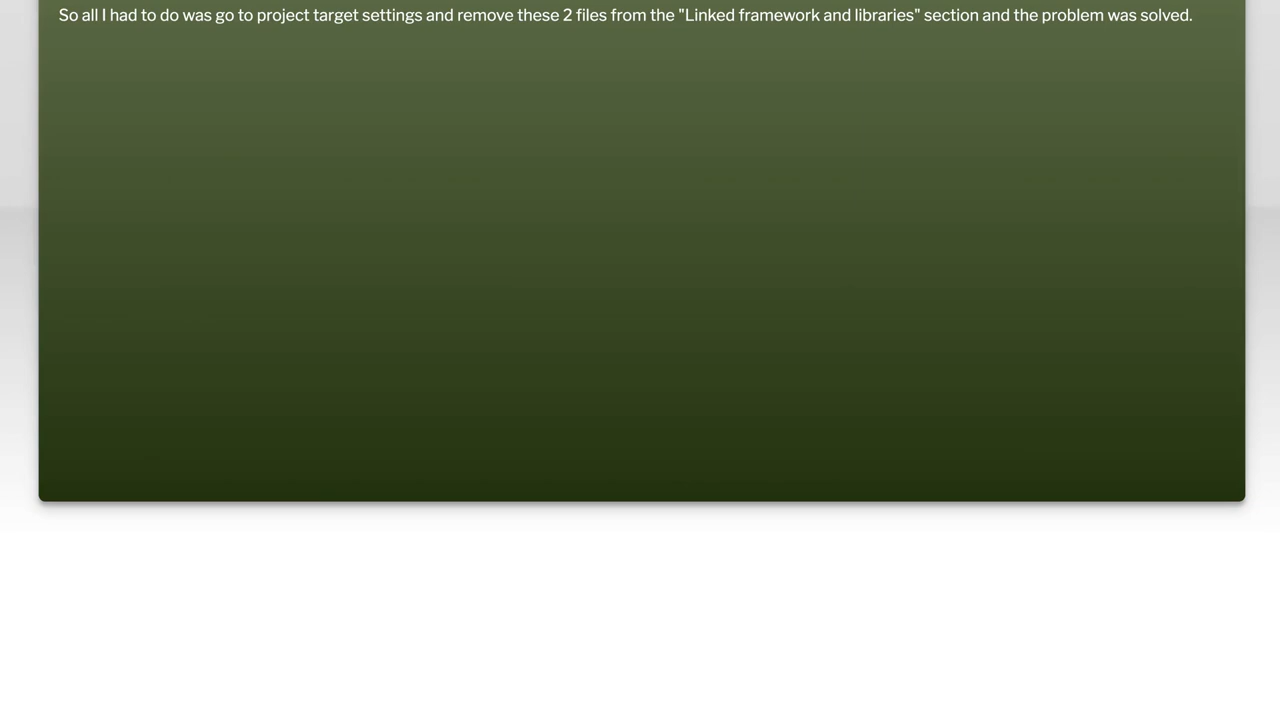 So all I had to do was go to project target settings and remove these 2 files from the "Linked framework and libraries" section and the problem was solved.